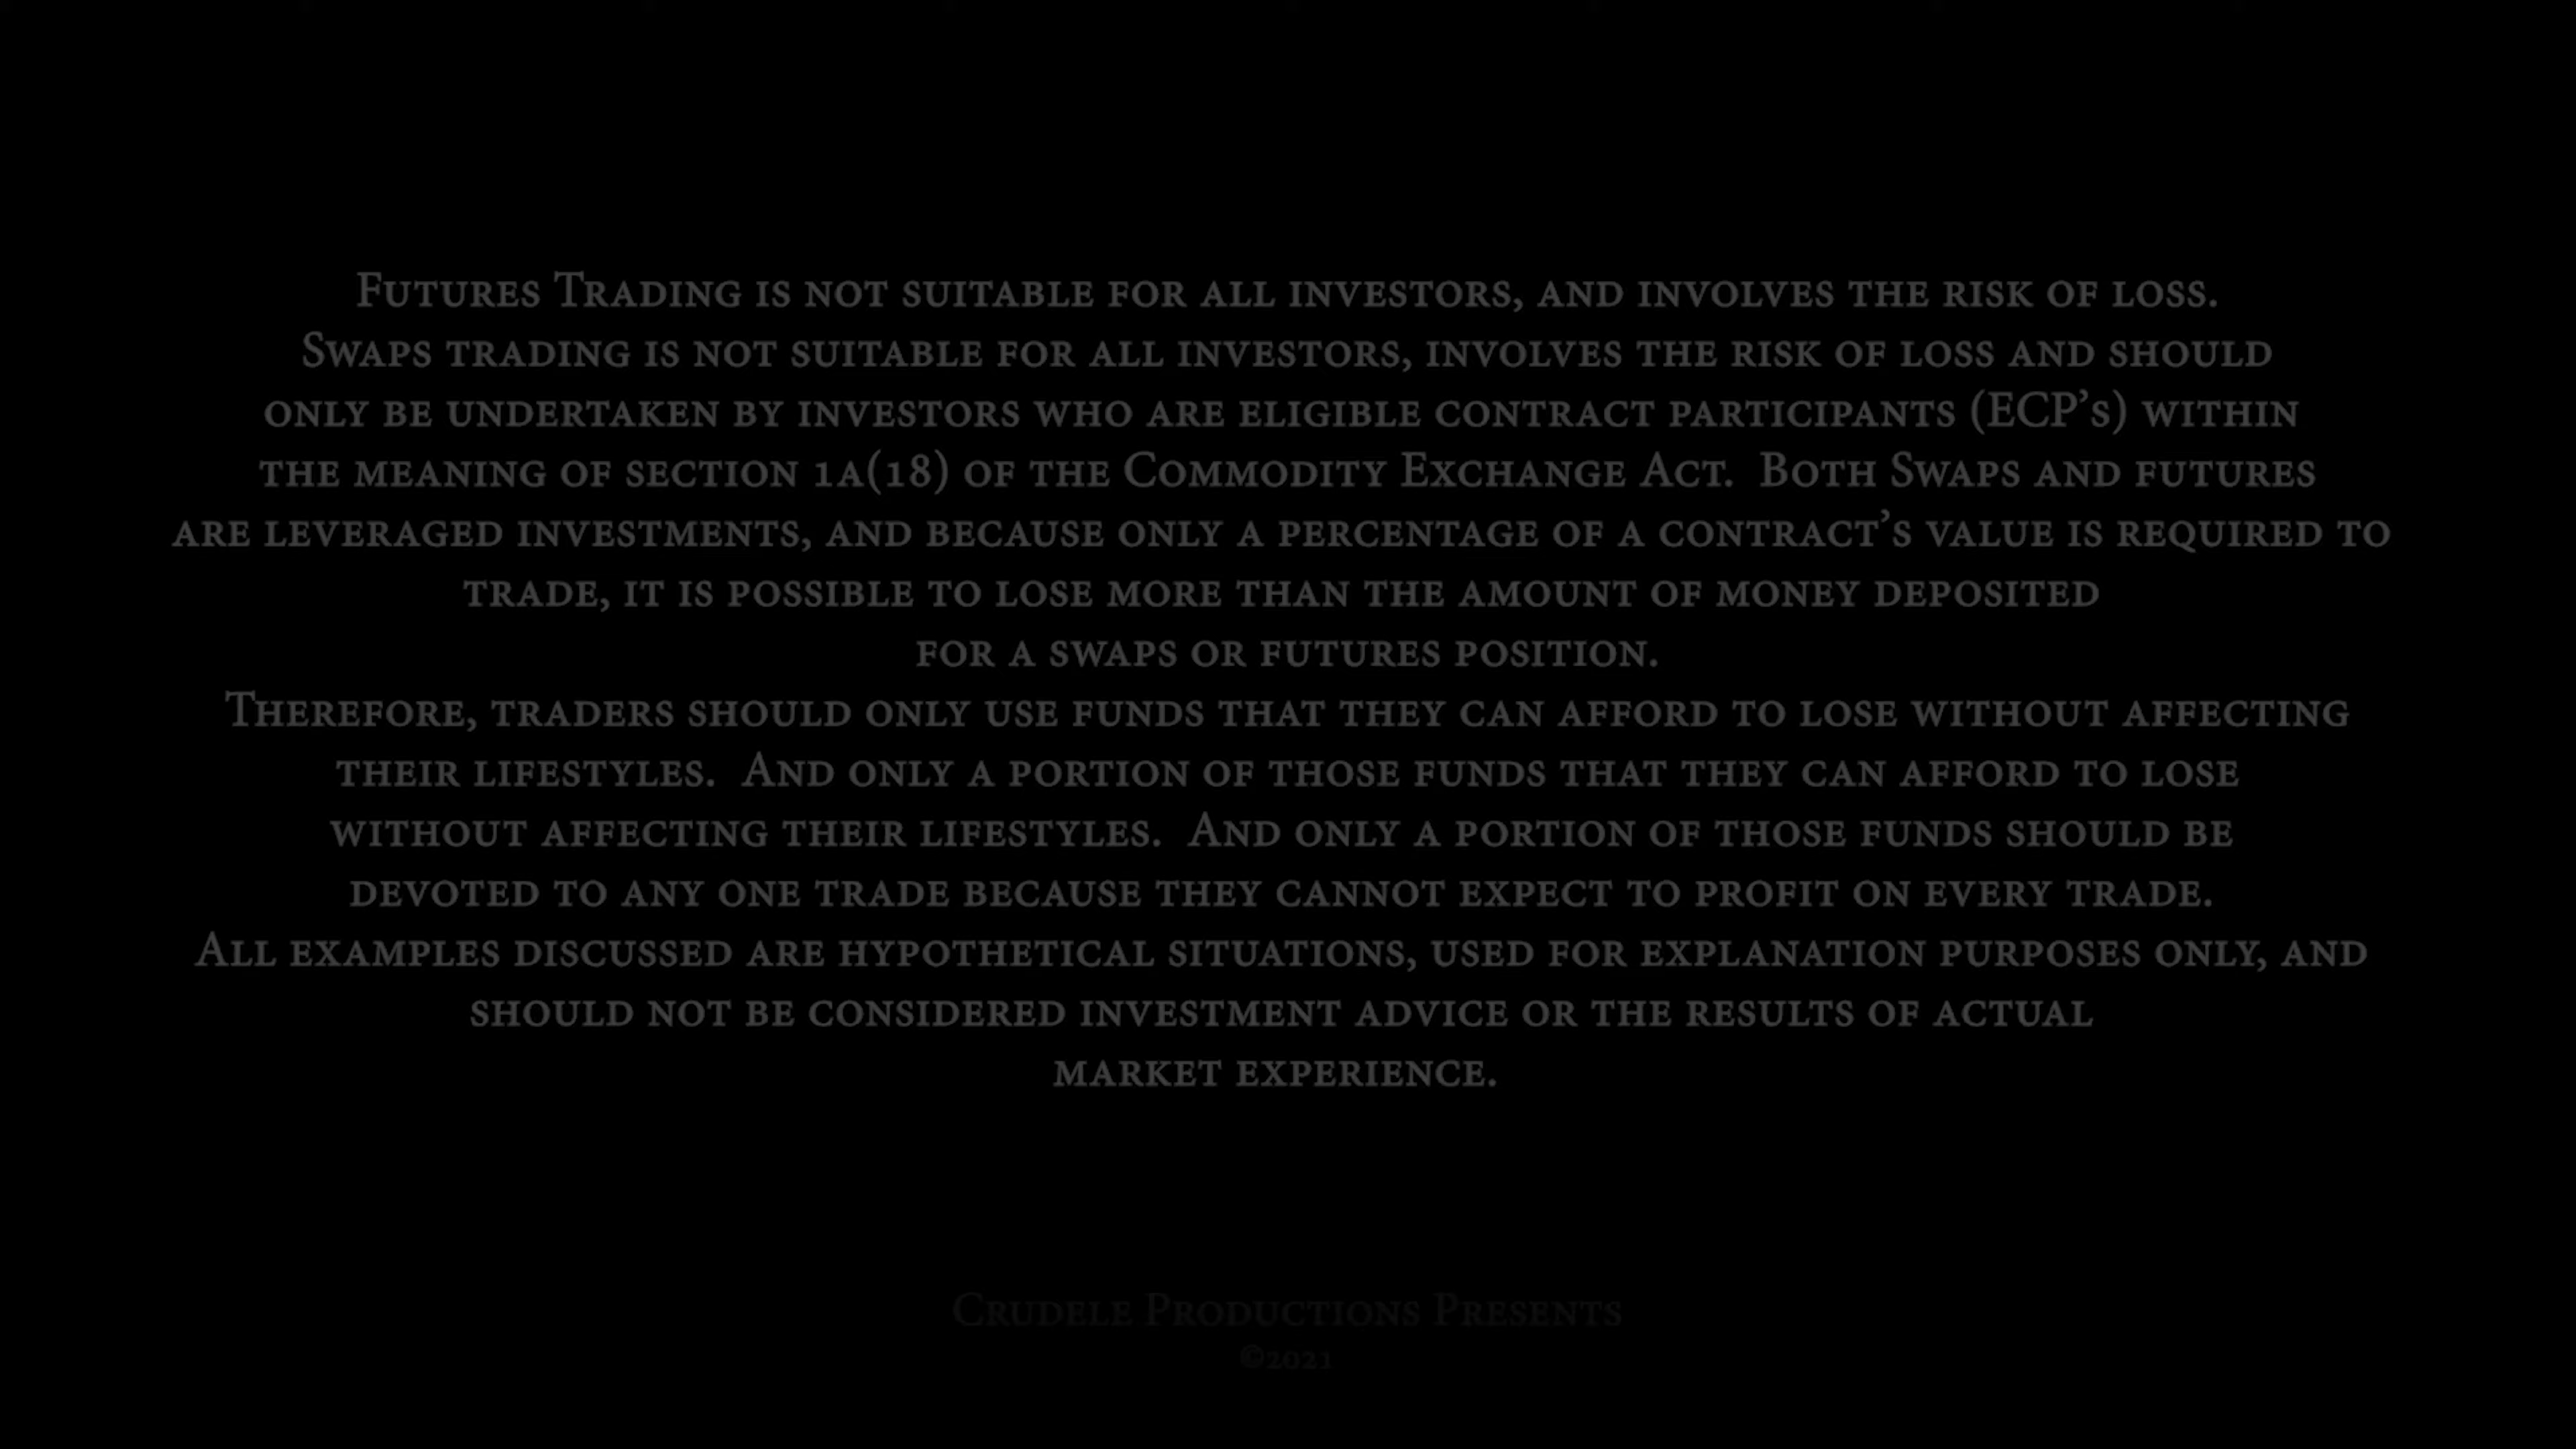 Futures Trading is not suitable for all investors, and involves the risk of loss.
Swaps trading is not suitable for all investors, involves the risk of loss and should
only be undertaken by investors who are eligible contract participants (ECP’s) within
the meaning of section 1a(18) of the Commodity Exchange Act.  Both Swaps and futures
are leveraged investments, and because only a percentage of a contract’s value is required to
trade, it is possible to lose more than the amount of money deposited
for a swaps or futures position.
Therefore, traders should only use funds that they can afford to lose without affecting
their lifestyles.  And only a portion of those funds that they can afford to lose
without affecting their lifestyles.  And only a portion of those funds should be
devoted to any one trade because they cannot expect to profit on every trade.
All examples discussed are hypothetical situations, used for explanation purposes only, and
should not be considered investment advice or the results of actual
market experience.
Crudele Productions Presents
©2021